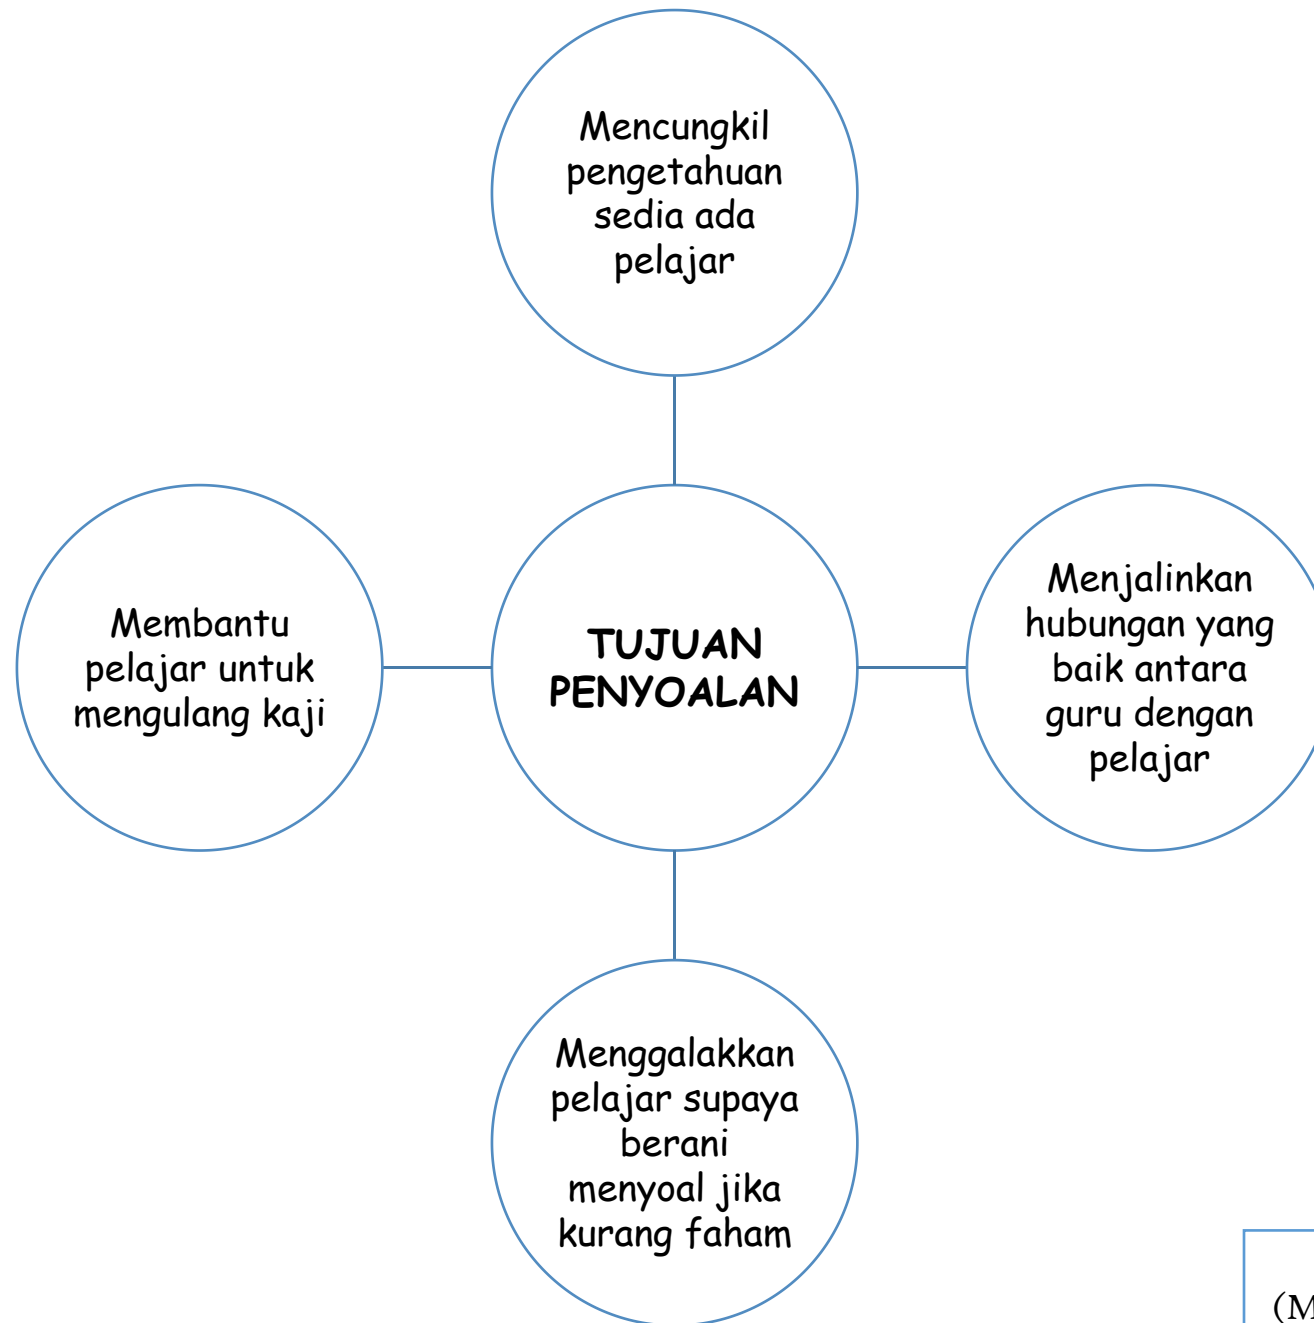 Mencungkil
pengetahuan
sedia ada
pelajar
Membantu
pelajar untuk
mengulang kaji
TUJUAN
PENYOALAN
Menjalinkan
hubungan yang
baik antara
guru dengan
pelajar
Menggalakkan
pelajar supaya
berani
menyoal jika
kurang faham
(M